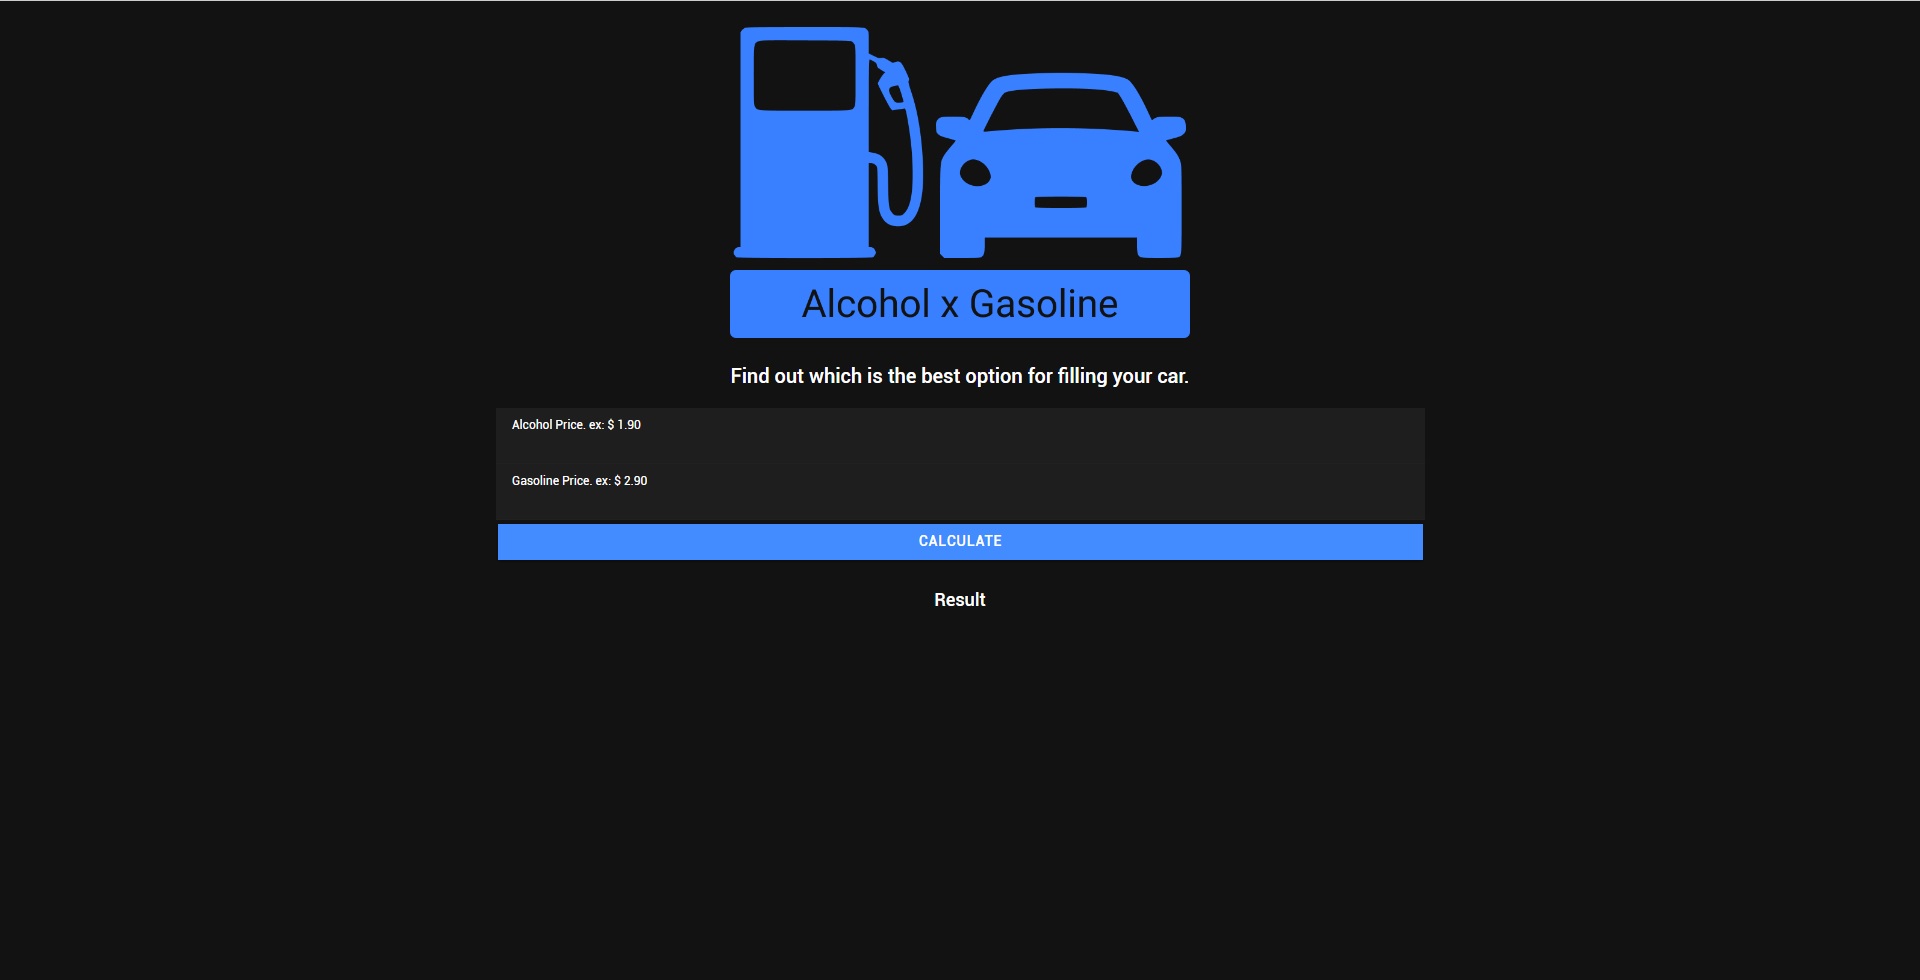 Alcohol x Gasoline
Find out which is the best option for filling your car.
Alcohol Price. ex: $ 1.90
Gasoline Price. ex: $ 2.90
CALCULATE
Result